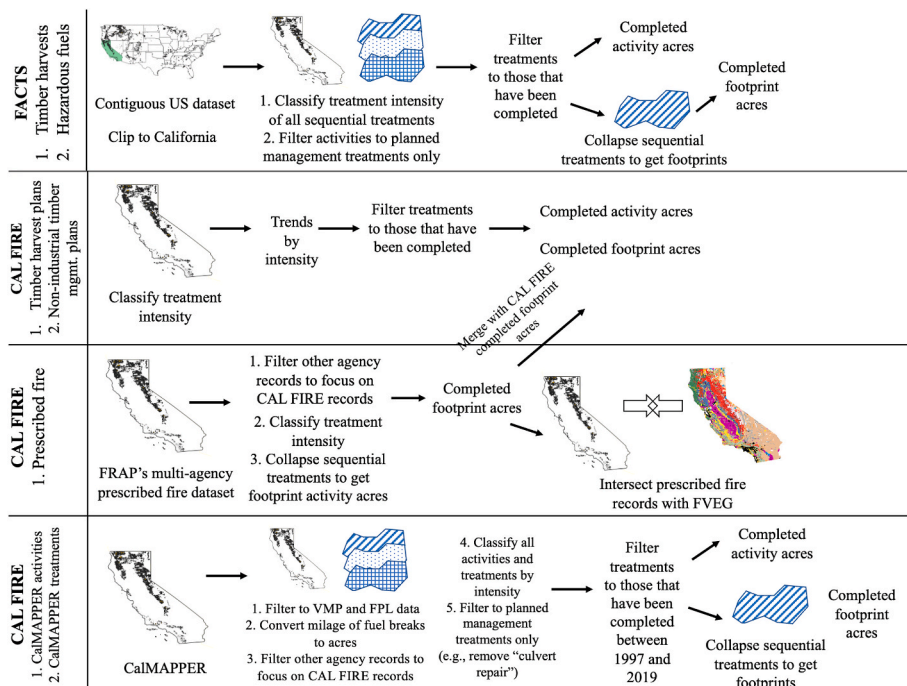 FACTS
1. Timber harvests
2. Hazardous fuels
Contiguous US dataset
Clip to California
1. Classify treatment intensity
of all sequential treatments
2. Filter activities to planned
management treatments only
Filter
treatments
to those that
have been
completed
Completed
activity acres
Collapse sequential
treatments to get footprints
Completed
footprint
acres
CAL FIRE
1. Timber harvest plans
2. Non-industrial timber
mgmt. plans
Classify treatment
intensity
Trends
by
intensity
Filter treatments
to those that have
been completed
Completed activity acres
Completed footprint acres
Merge with CAL FIRE
completed footprint
acres
CAL FIRE
1. Prescribed fire
FRAP's multi-agency
prescribed fire dataset
1. Filter other agency
records to focus on
CAL FIRE records
2. Classify treatment
intensity
3. Collapse sequential
treatments to get
footprint activity acres
Completed
footprint acres
Intersect prescribed fire
records with FVEG
CAL FIRE
1. CalMAPPER activities
2. CalMAPPER treatments
CalMAPPER
1. Filter to VMP and FPL data
2. Convert milage of fuel breaks
to acres
3. Filter other agency records to
focus on CAL FIRE records
4. Classify all
activities and
treatments by
intensity
5. Filter to planned
management
treatments only
(e.g., remove “culvert
repair”)
Filter
treatments
to those that
have been
completed
between
1997 and
2019
Completed
activity acres
Collapse sequential
treatments to get
footprints
Completed
footprint
acres